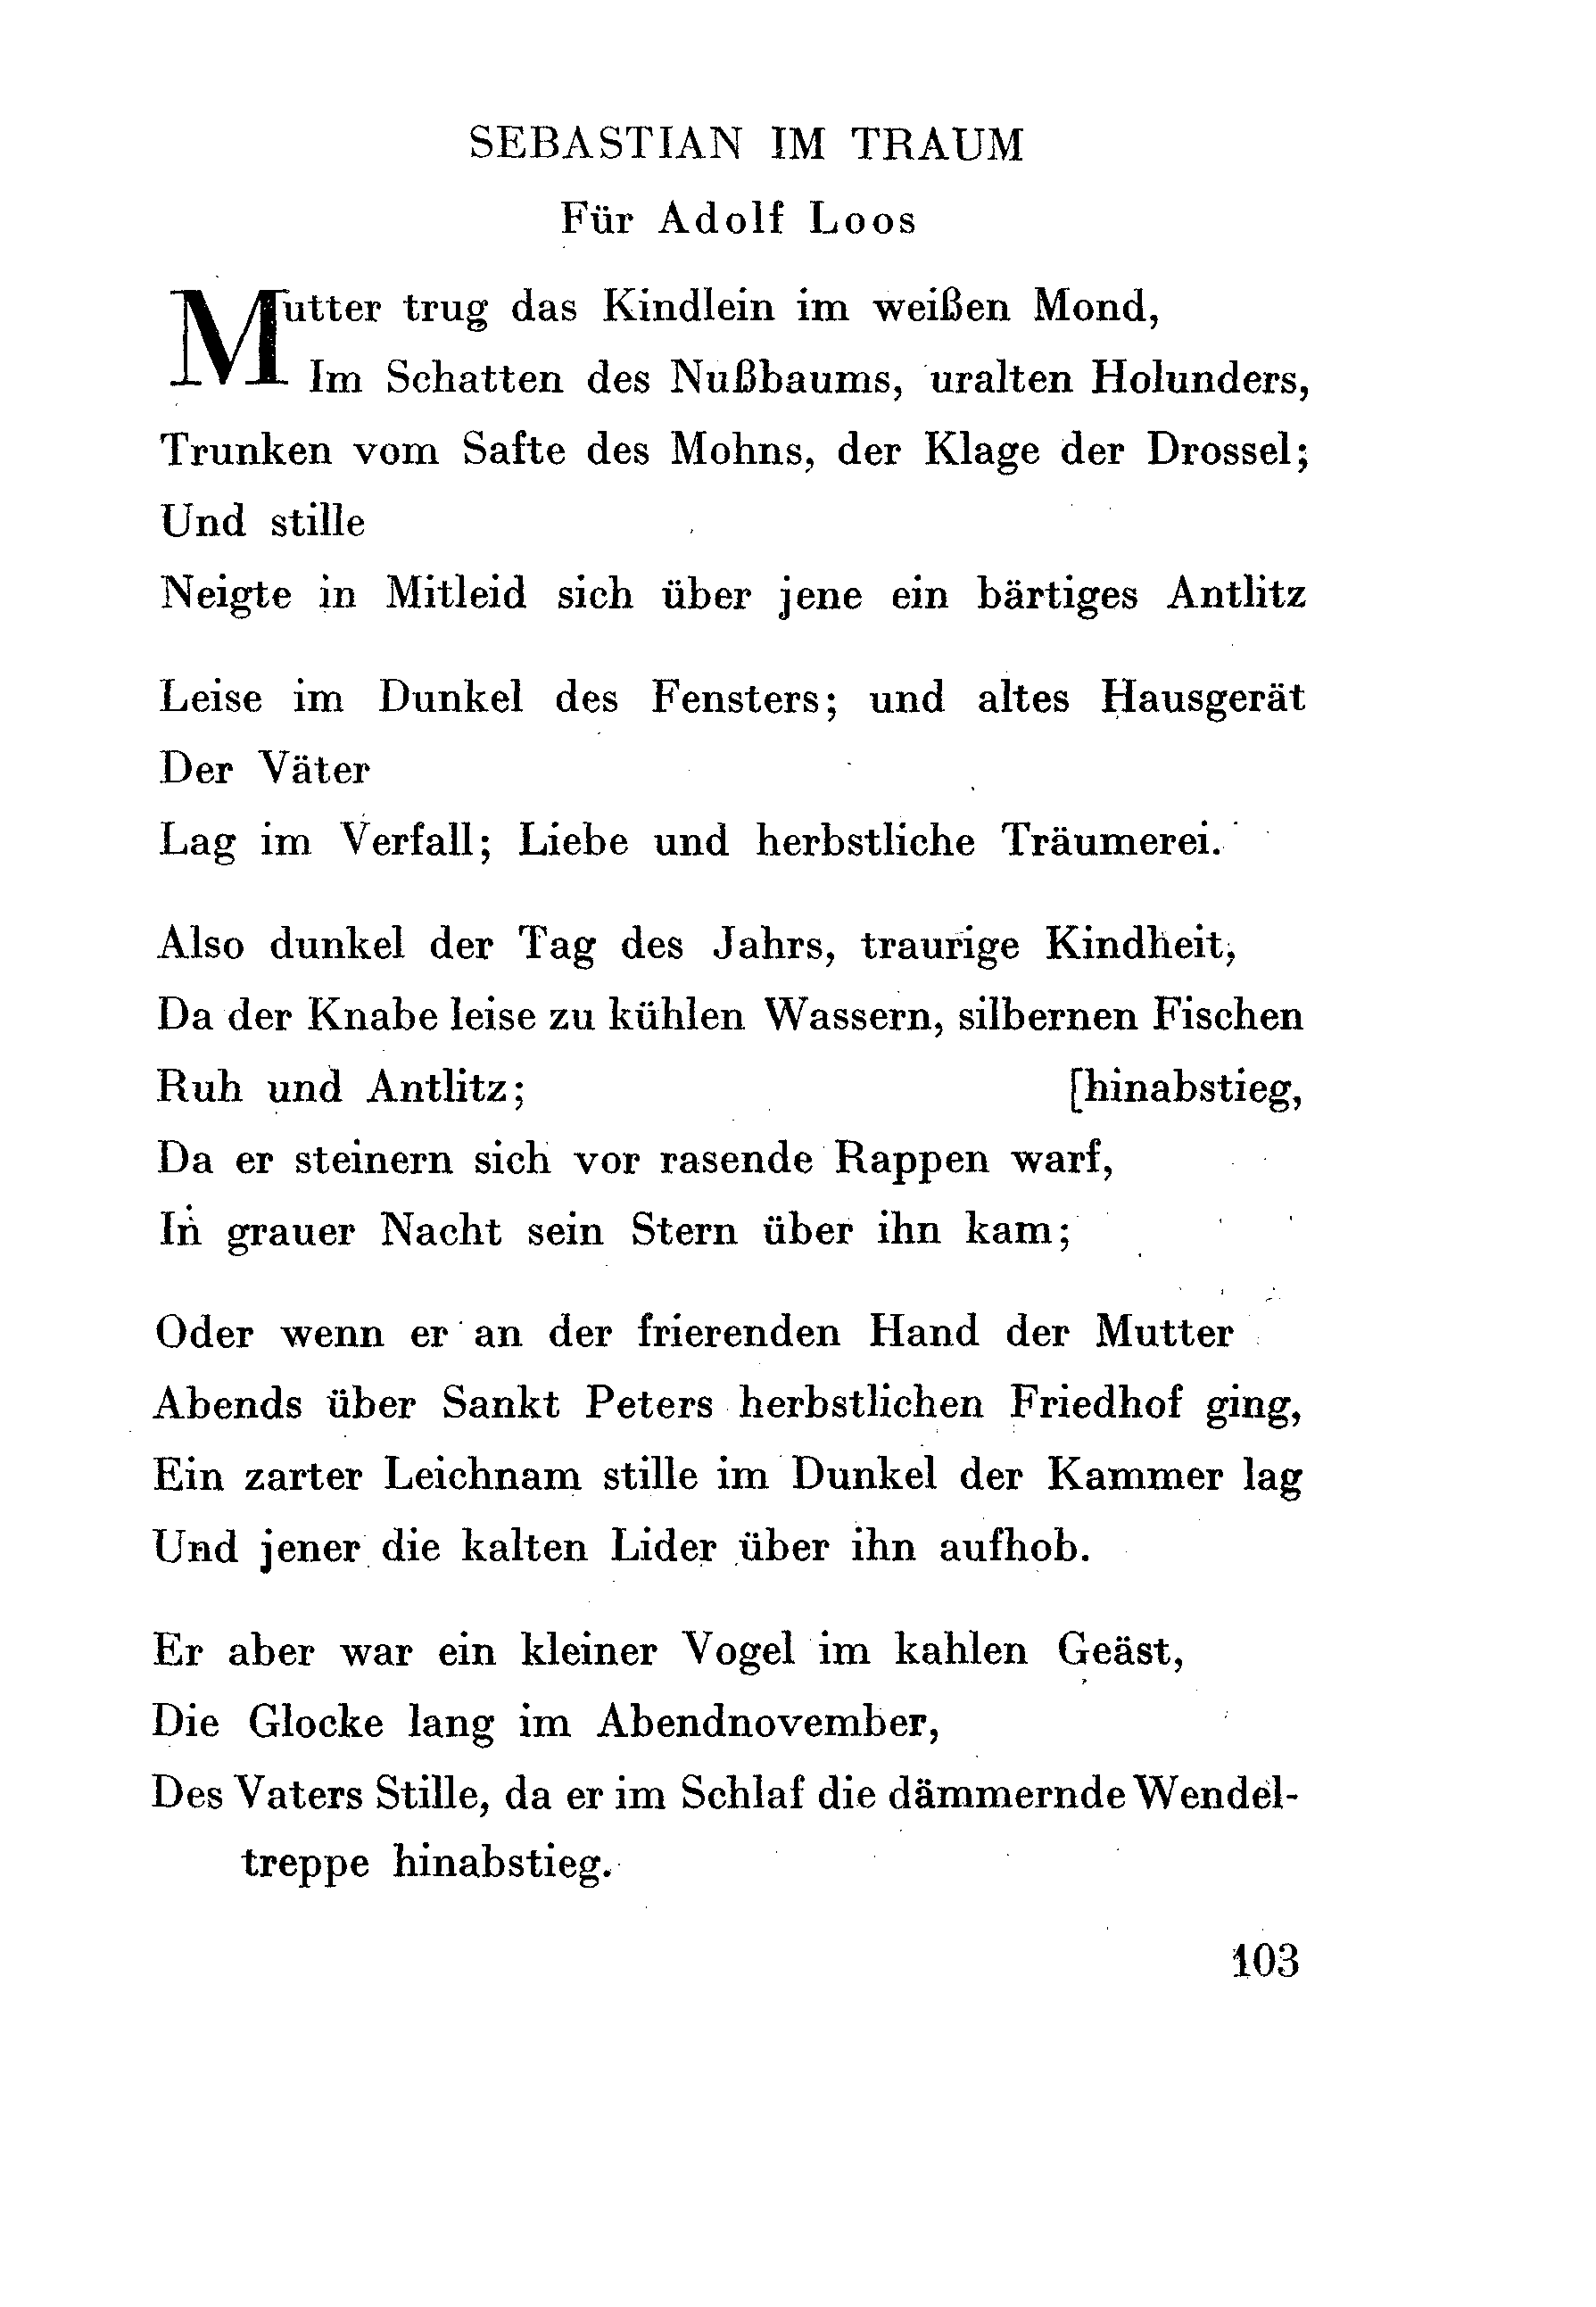 SEBASTIAN IM TRAUM
Für Adolf Loos
Mutter trug das Kindlein im weißen Mond,
Im Schatten des Nußbaums, uralten Holunders,
Trunken vom Safte des Mohns, der Klage der Drossel;
Und stille
Neigte in Mitleid sich über jene ein bärtiges Antlitz
Leise im Dunkel des Fensters; und altes Hausgerät
Der Väter
Lag im Verfall; Liebe und herbstliche Träumerei.
Also dunkel der Tag des Jahrs, traurige Kindheit,
Da der Knabe leise zu kühlen Wassern, silbernen Fischen
Ruh und Antlitz; [hinabstieg,
Da er steinern sich vor rasende Rappen warf,
In grauer Nacht sein Stern über ihn kam;
Oder wenn er an der frierenden Hand der Mutter
Abends über Sankt Peters herbstlichen Friedhof ging,
Ein zarter Leichnam stille im Dunkel der Kammer lag
Und jener die kalten Lider über ihn aufhob.
Er aber war ein kleiner Vogel im kahlen Geäst,
Die Glocke lang im Abendnovember,
Des Vaters Stille, da er im Schlaf die dämmernde Wendel-
treppe hinabstieg.
103